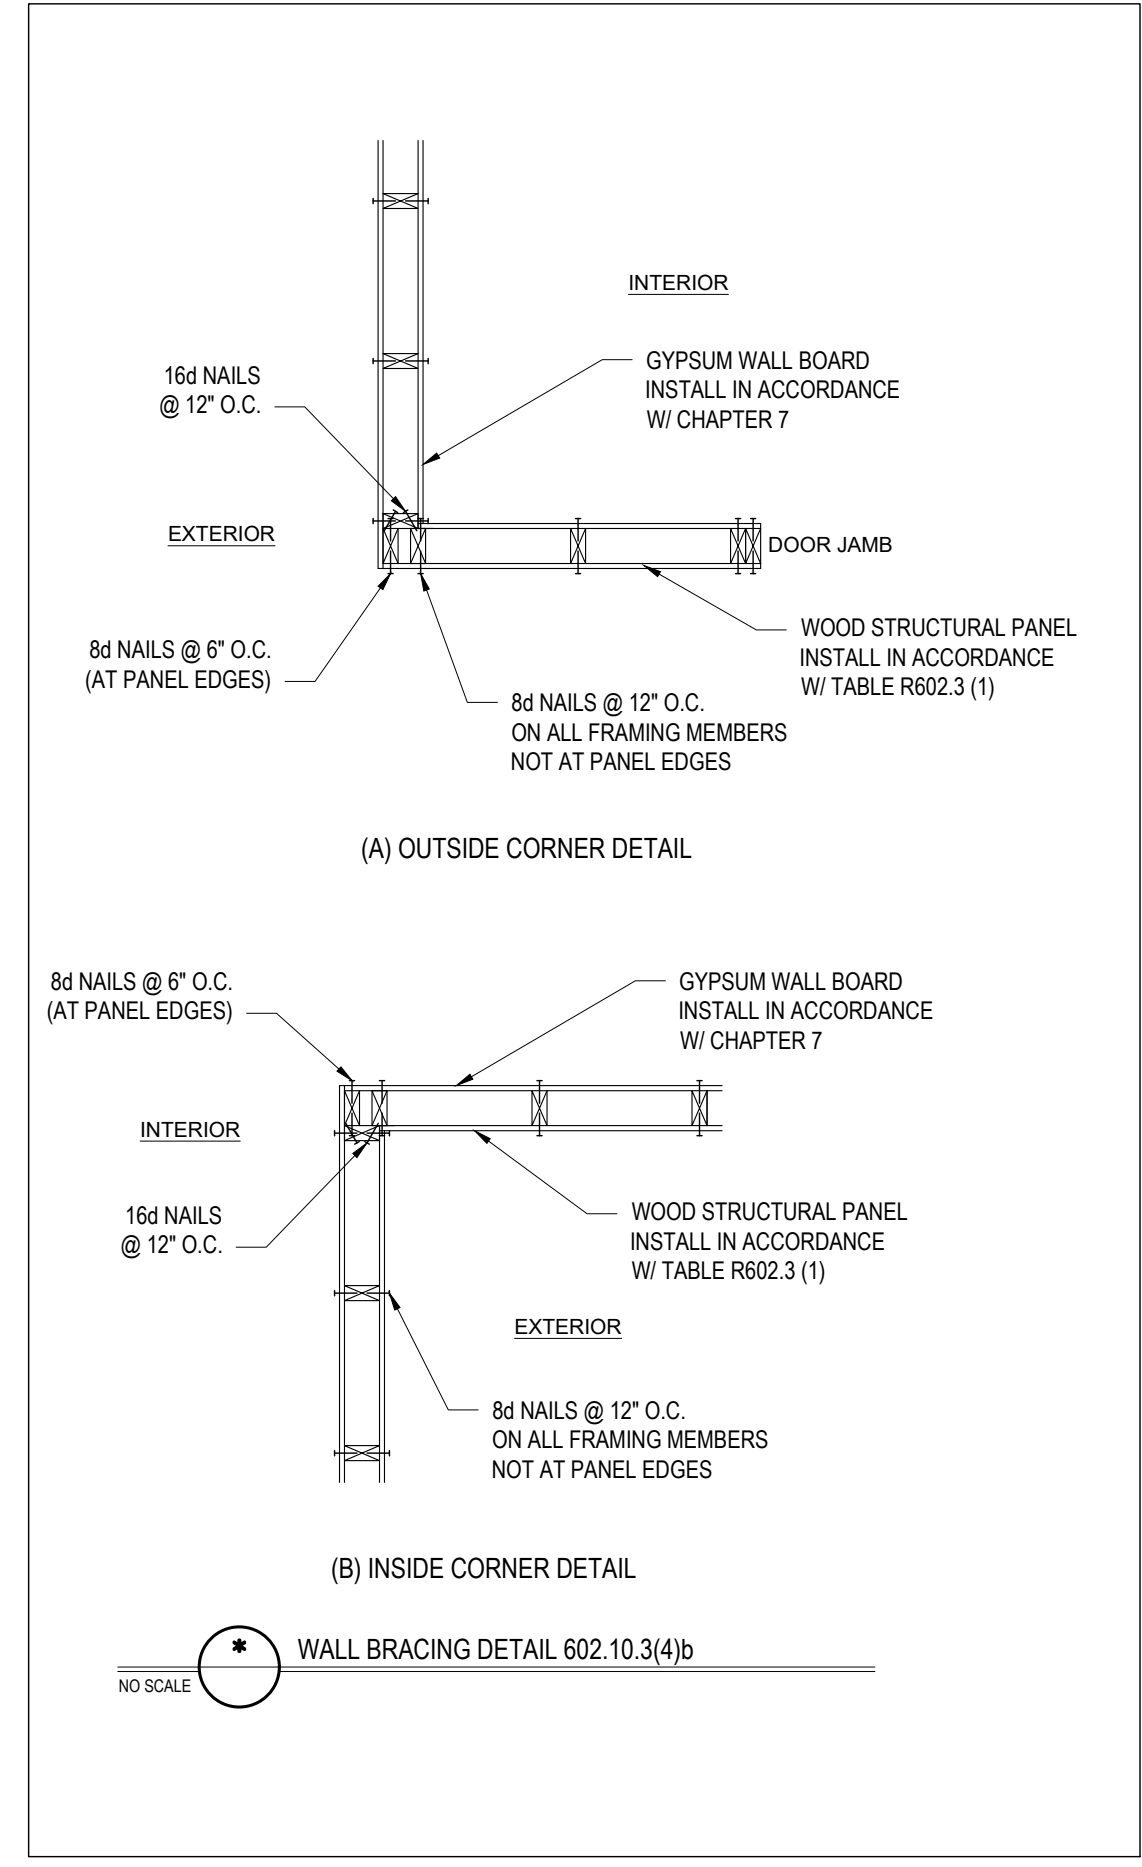 INTERIOR
GYPSUM WALL BOARD
INSTALL IN ACCORDANCE
W/ CHAPTER 7
16d NAILS
@ 12" O.C.
EXTERIOR
DOOR JAMB
8d NAILS @ 6" O.C.
(AT PANEL EDGES)
WOOD STRUCTURAL PANEL
INSTALL IN ACCORDANCE
W/ TABLE R602.3 (1)
8d NAILS @ 12" O.C.
ON ALL FRAMING MEMBERS
NOT AT PANEL EDGES
(A) OUTSIDE CORNER DETAIL
8d NAILS @ 6" O.C.
(AT PANEL EDGES)
GYPSUM WALL BOARD
INSTALL IN ACCORDANCE
W/ CHAPTER 7
INTERIOR
16d NAILS
@ 12" O.C.
WOOD STRUCTURAL PANEL
INSTALL IN ACCORDANCE
W/ TABLE R602.3 (1)
EXTERIOR
8d NAILS @ 12" O.C.
ON ALL FRAMING MEMBERS
NOT AT PANEL EDGES
(B) INSIDE CORNER DETAIL
*
WALL BRACING DETAIL 602.10.3(4)b
NO SCALE